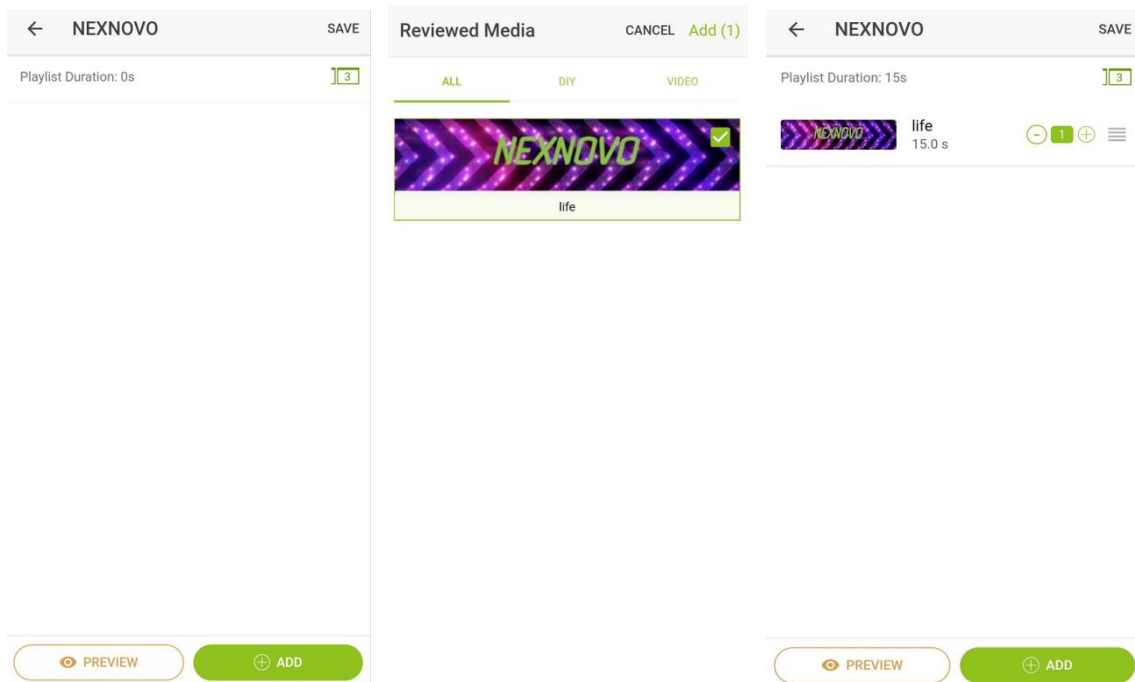 NEXNOVO SAVE
Playlist Duration: 0s 3
PREVIEW ADD
Reviewed Media CANCEL Add (1)
ALL DIY VIDEO
NEXNOVO
life
NEXNOVO SAVE
Playlist Duration: 15s 3
NEXNOVO life
15.0 s - 1 +
PREVIEW ADD